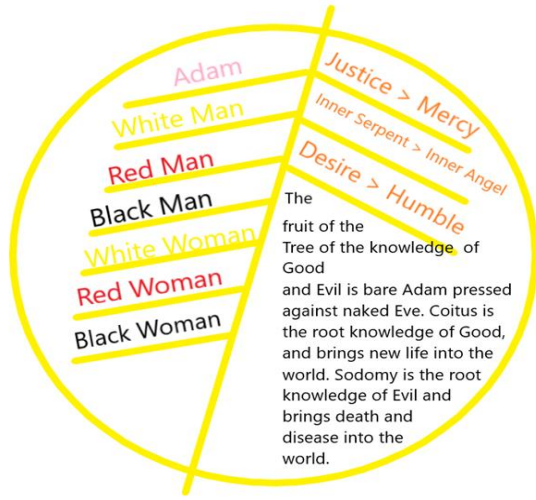 Adam
White Man
Red Man
Black Man
White Woman
Red Woman
Black Woman
Justice > Mercy
Inner Serpent > Inner Angel
Desire > Humble
The
fruit of the
Tree of the knowledge of
Good
and Evil is bare Adam pressed
against naked Eve. Coitus is
the root knowledge of Good,
and brings new life into the
world. Sodomy is the root
knowledge of Evil and
brings death and
disease into the
world.